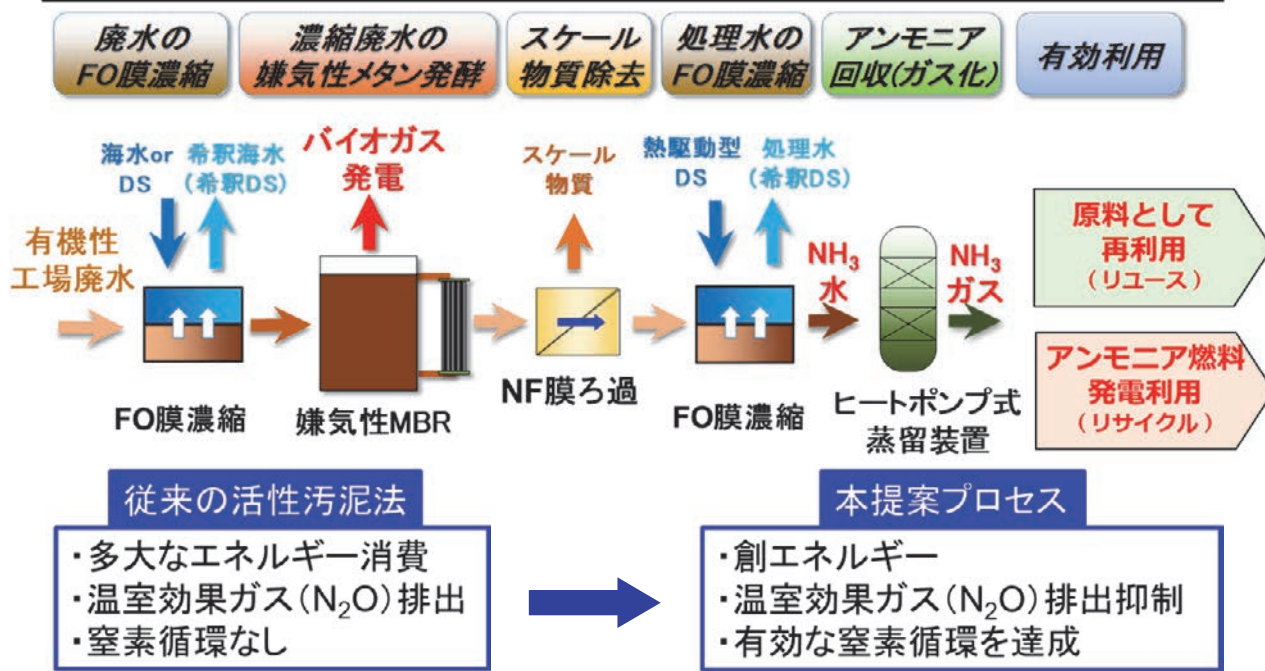 廃水の
FO膜濃縮
濃縮廃水の
嫌気性メタン発酵
スケール
物質除去
処理水の
FO膜濃縮
アンモニア
回収(ガス化)
有効利用
海水or
DS
希釈海水
(希釈DS)
バイオガス
発電
スケール
物質
熱駆動型
DS
処理水
(希釈DS)
有機性
工場廃水
NH₃
水
NH₃
ガス
原料として
再利用
(リユース)
アンモニア燃料
発電利用
(リサイクル)
FO膜濃縮
嫌気性MBR
NF膜ろ過
FO膜濃縮
ヒートポンプ式
蒸留装置
従来の活性汚泥法
・多大なエネルギー消費
・温室効果ガス(N₂O)排出
・窒素循環なし
本提案プロセス
・創エネルギー
・温室効果ガス(N₂O)排出抑制
・有効な窒素循環を達成